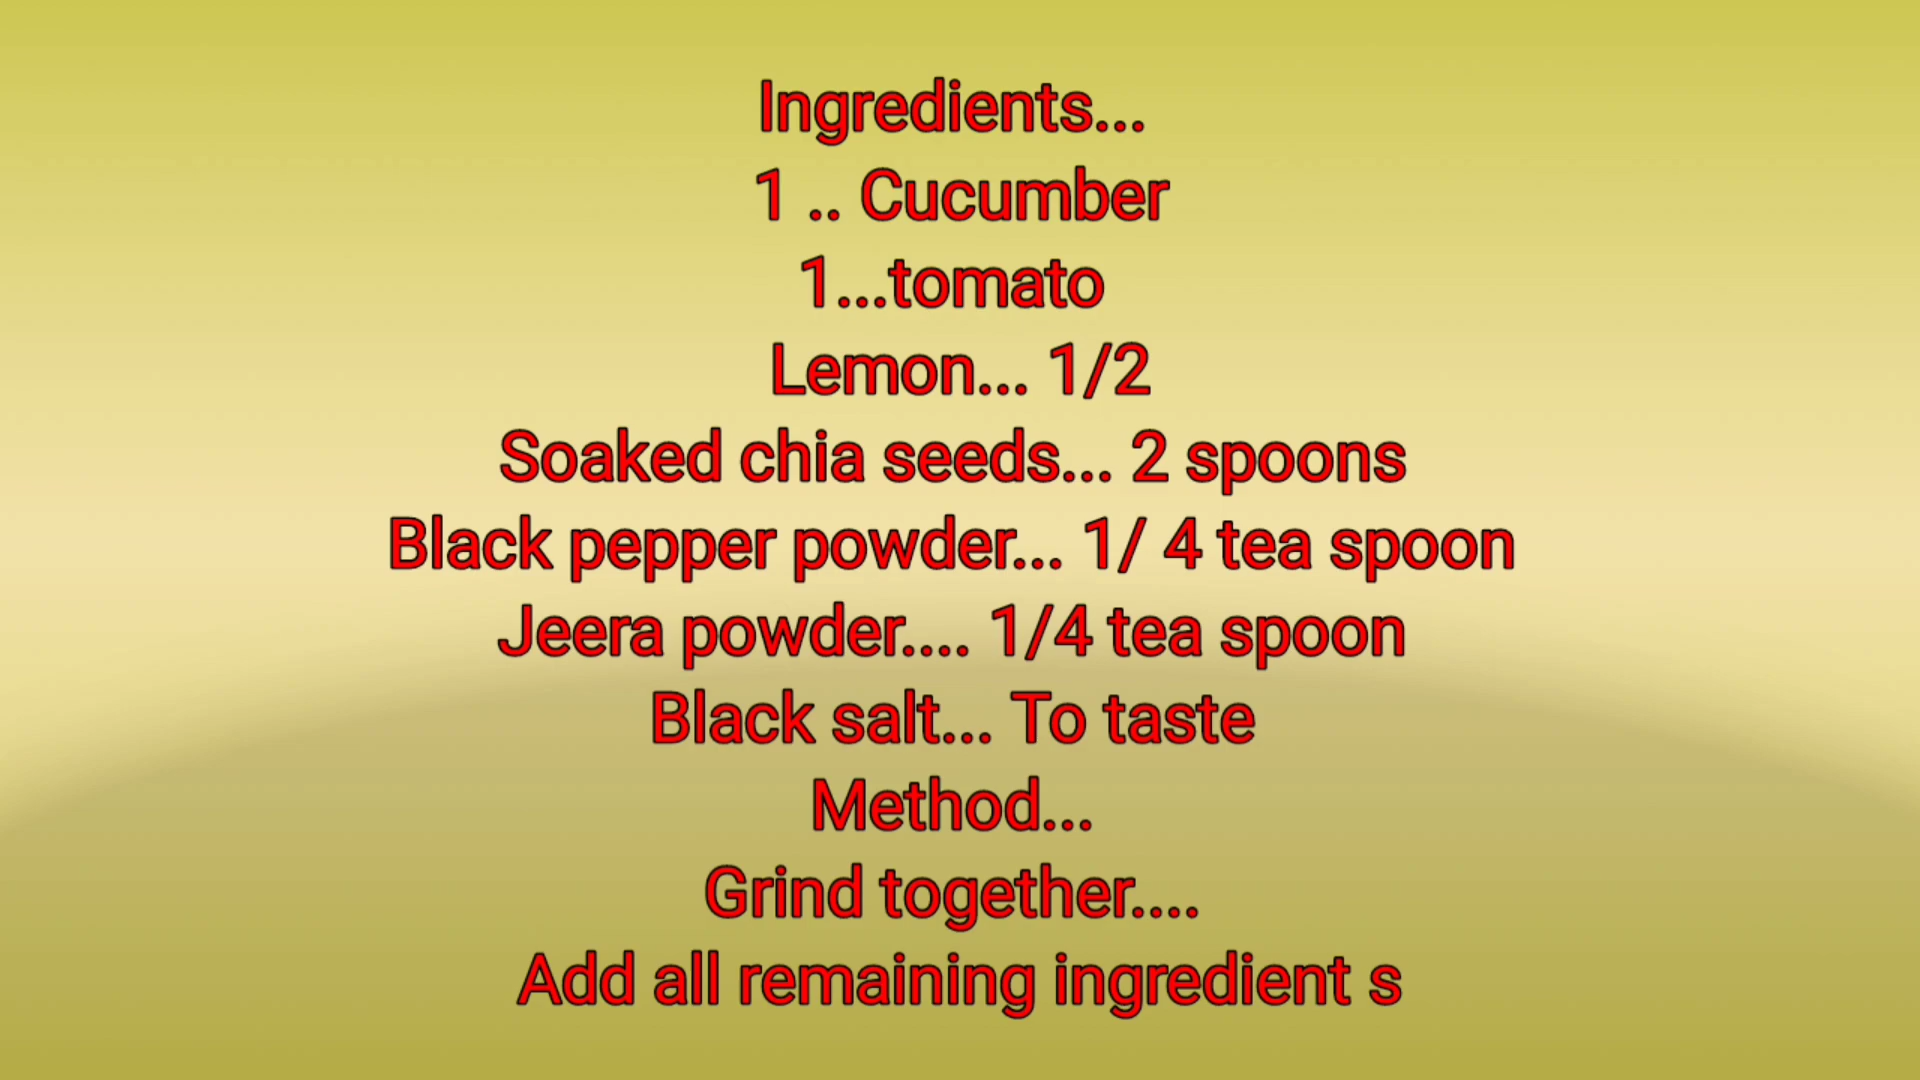 Ingredients...
1 .. Cucumber
1...tomato
Lemon... 1/2
Soaked chia seeds... 2 spoons
Black pepper powder... 1/ 4 tea spoon
Jeera powder.... 1/4 tea spoon
Black salt... To taste
Method...
Grind together....
Add all remaining ingredient s